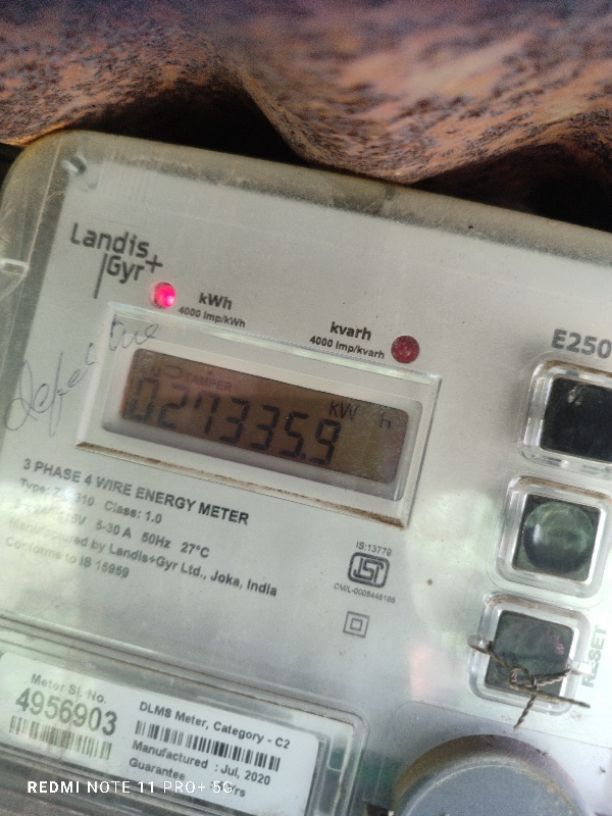 Landis
Gyr+
kWh
4000 imp/kWh
kvarh
4000 imp/kvarh
E250
defective
TAMPER
kW h
027335.9
3 PHASE 4 WIRE ENERGY METER
Type: Class: 1.0
5-30 A 50Hz 27°C
Manufactured by Landis+Gyr Ltd., Joka, India
Conforms to IS 15959
IS:13779
ISI
RESET
Meter Sl. No.
4956903
DLMS Meter, Category - C2
Manufactured : Jul, 2020
Guarantee
REDMI NOTE 11 PRO+ 5G